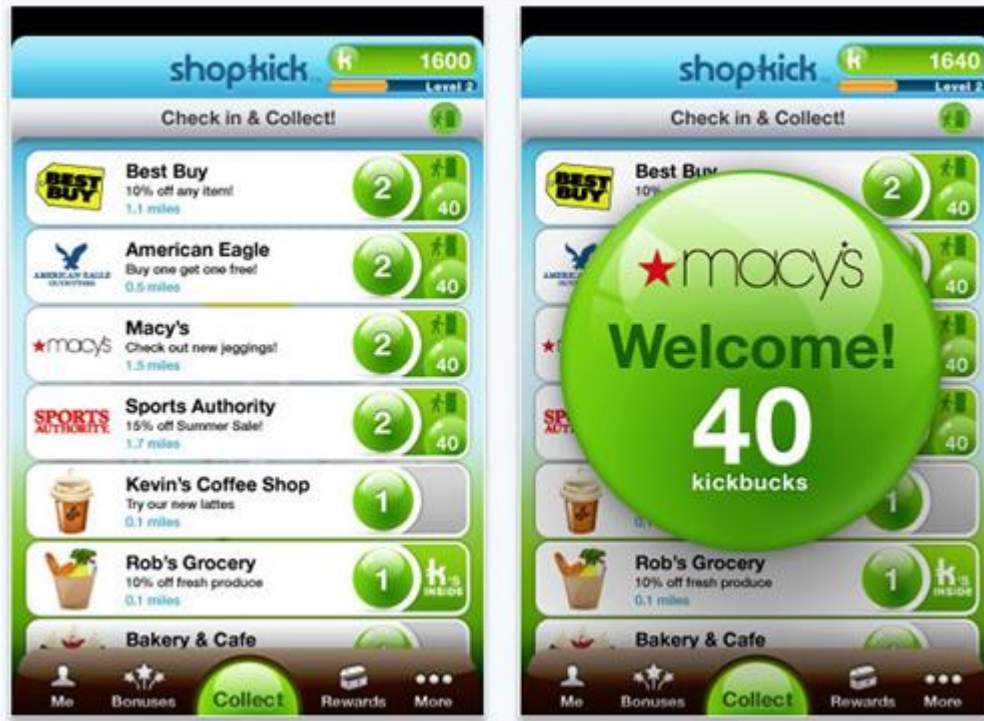 shopkick
k 1600
Level 2
Check in & Collect!
BEST BUY
Best Buy
10% off any item!
1.1 miles
2
40
AMERICAN EAGLE
OUTFITTERS
American Eagle
Buy one get one free!
0.5 miles
2
40
macy's
Macy's
Check out new jeggings!
1.5 miles
2
40
SPORTS
AUTHORITY
Sports Authority
15% off Summer Sale!
1.7 miles
2
40
Kevin's Coffee Shop
Try our new lattes
0.1 miles
1
Rob's Grocery
10% off fresh produce
0.1 miles
1
k's
INSIDE
Bakery & Cafe
Me
Bonuses
Collect
Rewards
More
shopkick
k 1640
Level 2
Check in & Collect!
BEST BUY
Best Buy
10%
2
40
40
40
40
macy's
Welcome!
40
kickbucks
1
Rob's Grocery
10% off fresh produce
0.1 miles
1
k's
INSIDE
Bakery & Cafe
Me
Bonuses
Collect
Rewards
More